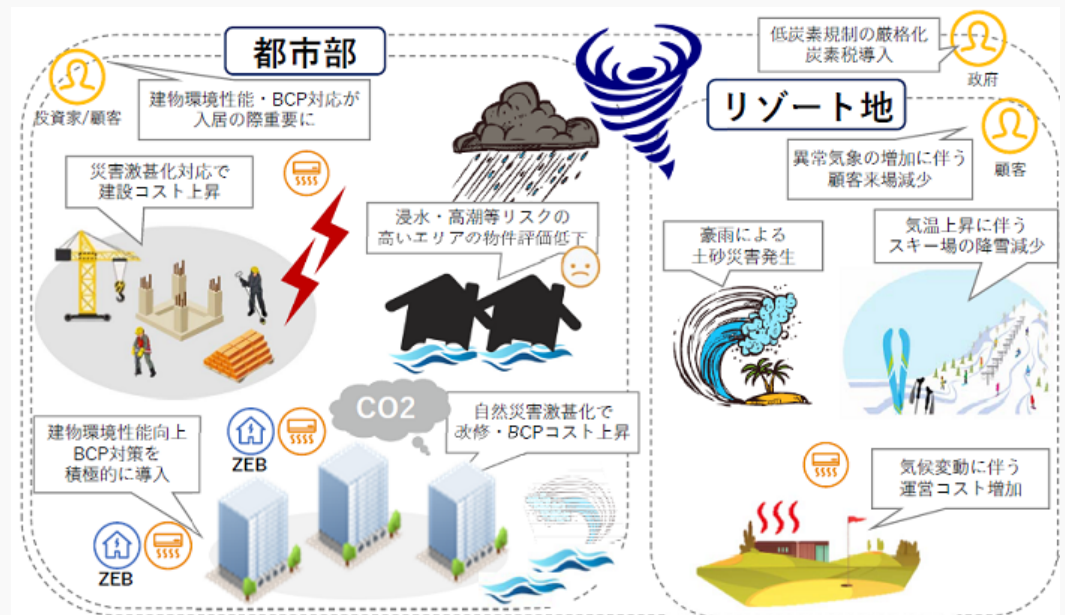 都市部
投資家/顧客
建物環境性能・BCP対応が
入居の際重要に
災害激甚化対応で
建設コスト上昇
浸水・高潮等リスクの
高いエリアの物件評価低下
建物環境性能向上
BCP対策を
積極的に導入
ZEB
ZEB
CO2
自然災害激甚化で
改修・BCPコスト上昇
低炭素規制の厳格化
炭素税導入
政府
リゾート地
異常気象の増加に伴う
顧客来場減少
顧客
豪雨による
土砂災害発生
気温上昇に伴う
スキー場の降雪減少
気候変動に伴う
運営コスト増加